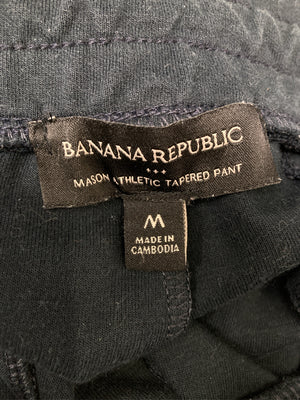 BANANA REPUBLIC
MASON ATHLETIC TAPERED PANT
M
MADE IN
CAMBODIA